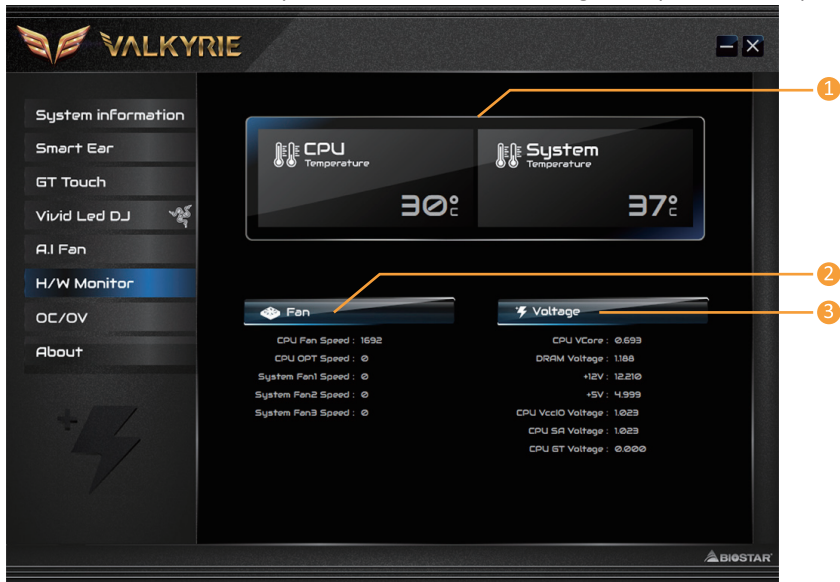 VALKYRIE
System information
Smart Ear
GT Touch
Vivid Led DJ
A.I Fan
H/W Monitor
OC/OV
About
CPU
Temperature
30°C
System
Temperature
37°C
1
2
3
Fan
CPU Fan Speed : 1692
CPU OPT Speed : 0
System Fan1 Speed : 0
System Fan2 Speed : 0
System Fan3 Speed : 0
Voltage
CPU VCore : 0.693
DRAM Voltage : 1.188
+12V : 12.210
+5V : 4.999
CPU VccIO Voltage : 1.023
CPU SA Voltage : 1.023
CPU GT Voltage : 0.000
BIOSTAR